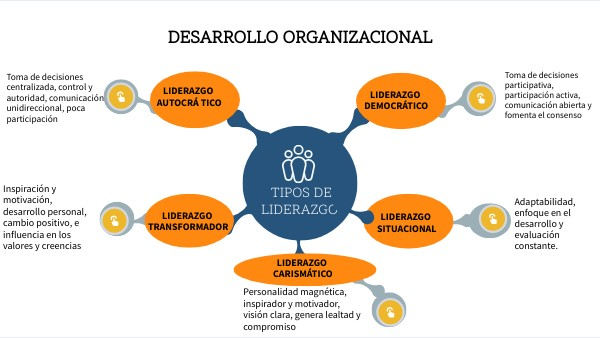 DESARROLLO ORGANIZACIONAL
Toma de decisiones
centralizada, control y
autoridad, comunicación
unidireccional, poca
participación
LIDERAZGO
AUTOCRÁ TICO
LIDERAZGO
DEMOCRÁTICO
Toma de decisiones
participativa,
participación activa,
comunicación abierta y
fomenta el consenso
TIPOS DE
LIDERAZGO
Inspiración y
motivación,
desarrollo personal,
cambio positivo, e
influencia en los
valores y creencias
LIDERAZGO
TRANSFORMADOR
LIDERAZGO
SITUACIONAL
Adaptabilidad,
enfoque en el
desarrollo y
evaluación
constante.
LIDERAZGO
CARISMÁTICO
Personalidad magnética,
inspirador y motivador,
visión clara, genera lealtad y
compromiso